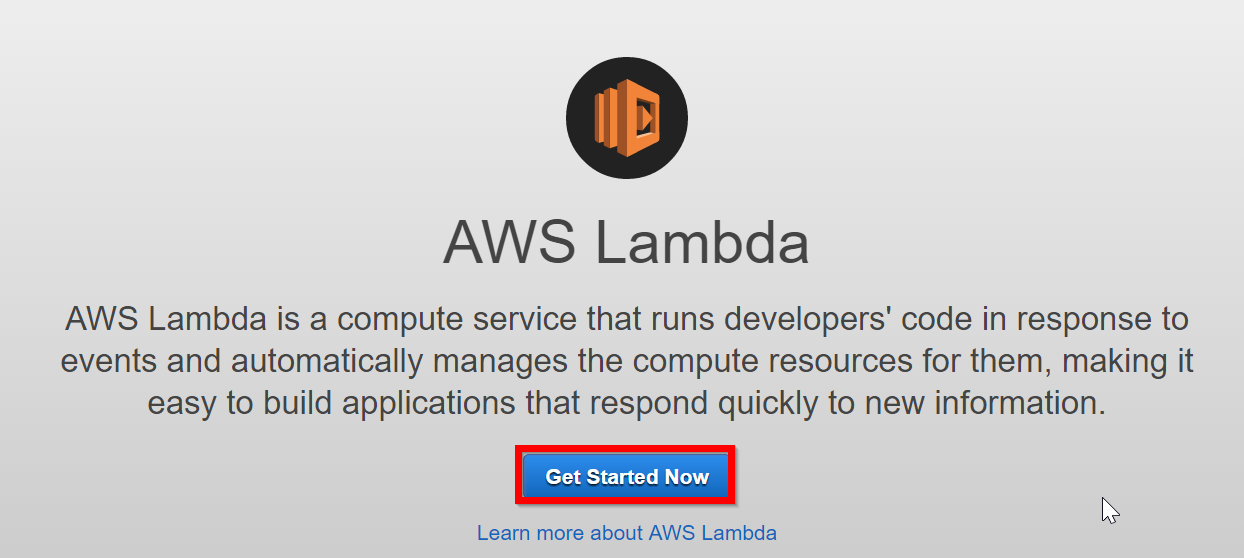 AWS Lambda
AWS Lambda is a compute service that runs developers' code in response to
events and automatically manages the compute resources for them, making it
easy to build applications that respond quickly to new information.
Get Started Now
Learn more about AWS Lambda